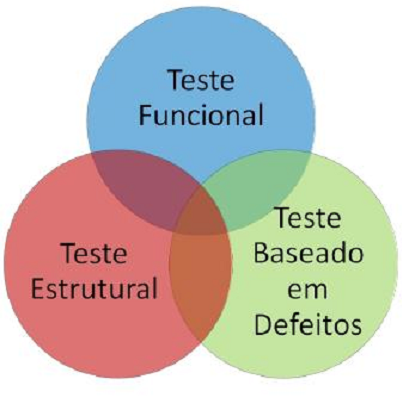 Teste
Funcional
Teste
Estrutural
Teste
Baseado
em
Defeitos